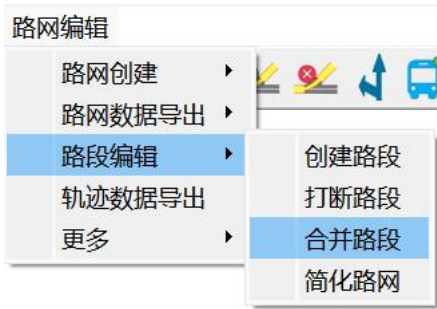 路网编辑
路网创建
路网数据导出
路段编辑
轨迹数据导出
更多
创建路段
打断路段
合并路段
简化路网